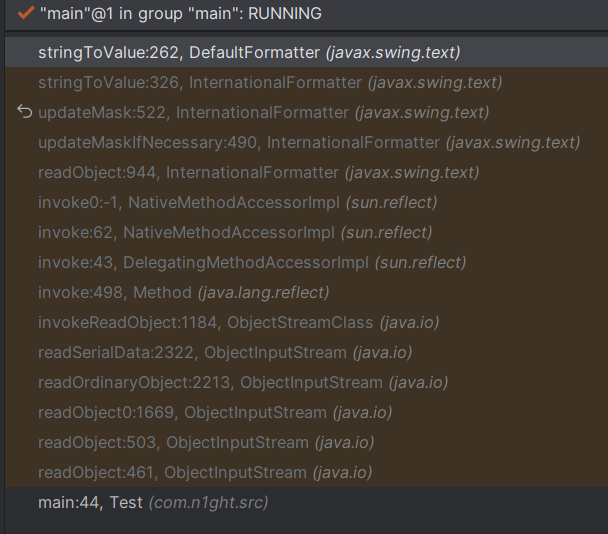 "main"@1 in group "main": RUNNING
stringToValue:262, DefaultFormatter (javax.swing.text)
stringToValue:326, InternationalFormatter (javax.swing.text)
updateMask:522, InternationalFormatter (javax.swing.text)
updateMaskIfNecessary:490, InternationalFormatter (javax.swing.text)
readObject:944, InternationalFormatter (javax.swing.text)
invoke0:-1, NativeMethodAccessorImpl (sun.reflect)
invoke:62, NativeMethodAccessorImpl (sun.reflect)
invoke:43, DelegatingMethodAccessorImpl (sun.reflect)
invoke:498, Method (java.lang.reflect)
invokeReadObject:1184, ObjectStreamClass (java.io)
readSerialData:2322, ObjectInputStream (java.io)
readOrdinaryObject:2213, ObjectInputStream (java.io)
readObject0:1669, ObjectInputStream (java.io)
readObject:503, ObjectInputStream (java.io)
readObject:461, ObjectInputStream (java.io)
main:44, Test (com.n1ght.src)